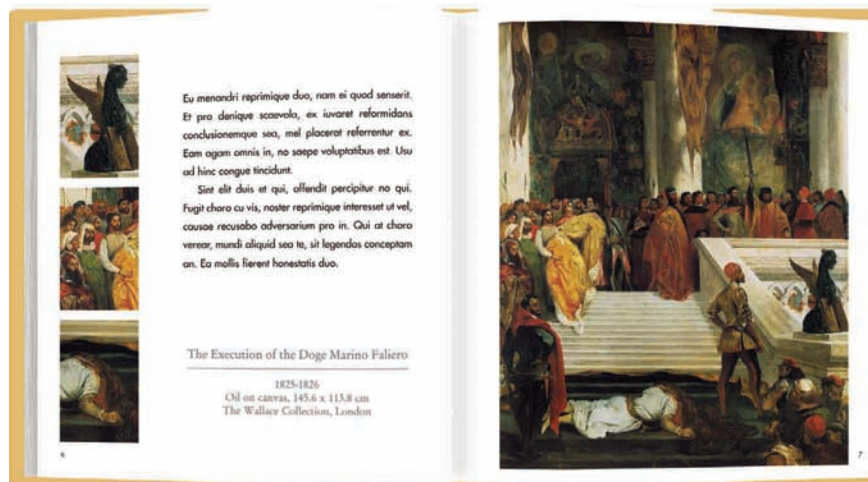 Eu menandri reprimique duo, nam ei quod senserit.
Et pro denique scaevola, ex iuvaret reformidans
conclusionemque sea, mel placerat referrentur ex.
Eam agam omnis in, no saepe voluptatibus est. Usu
ad hinc congue tincidunt.
Sint elit duis et qui, offendit percipitur no qui.
Fugit charo cu vis, noster reprimique interesset ut vel,
causae recusabo adversarium pro in. Qui at charo
verear, mundi aliquid sea te, sit legendos conceptam
an. Ea mollis fierent honestatis duo.
The Execution of the Doge Marino Faliero
1825-1826
Oil on canvas, 145.6 x 113.8 cm
The Wallace Collection, London
6
7